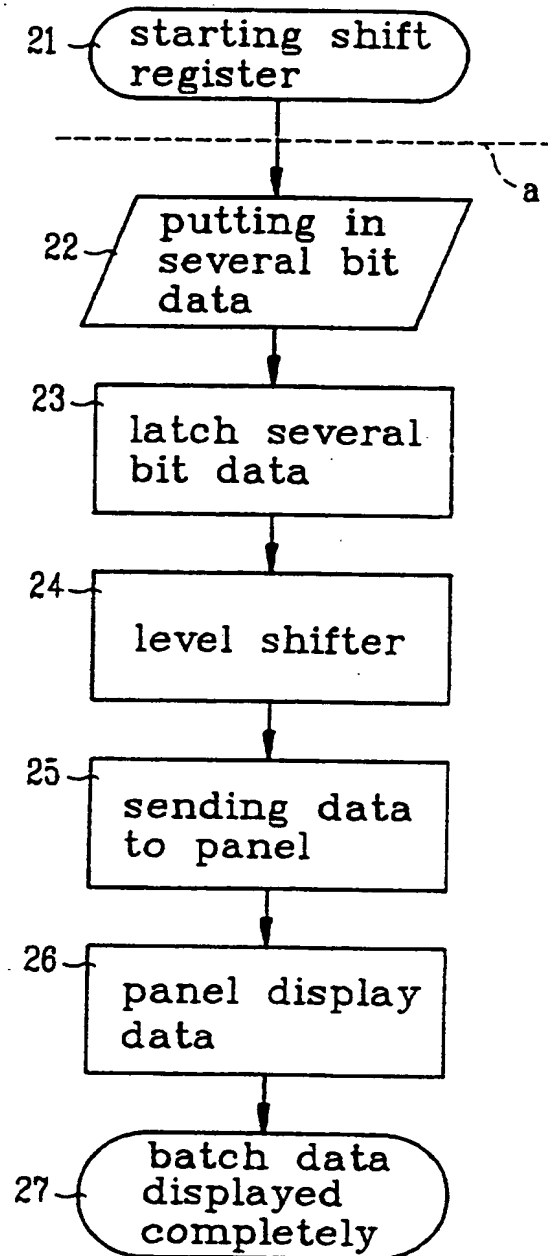 21
starting shift
register
a
22
putting in
several bit
data
23
latch several
bit data
24
level shifter
25
sending data
to panel
26
panel display
data
27
batch data
displayed
completely